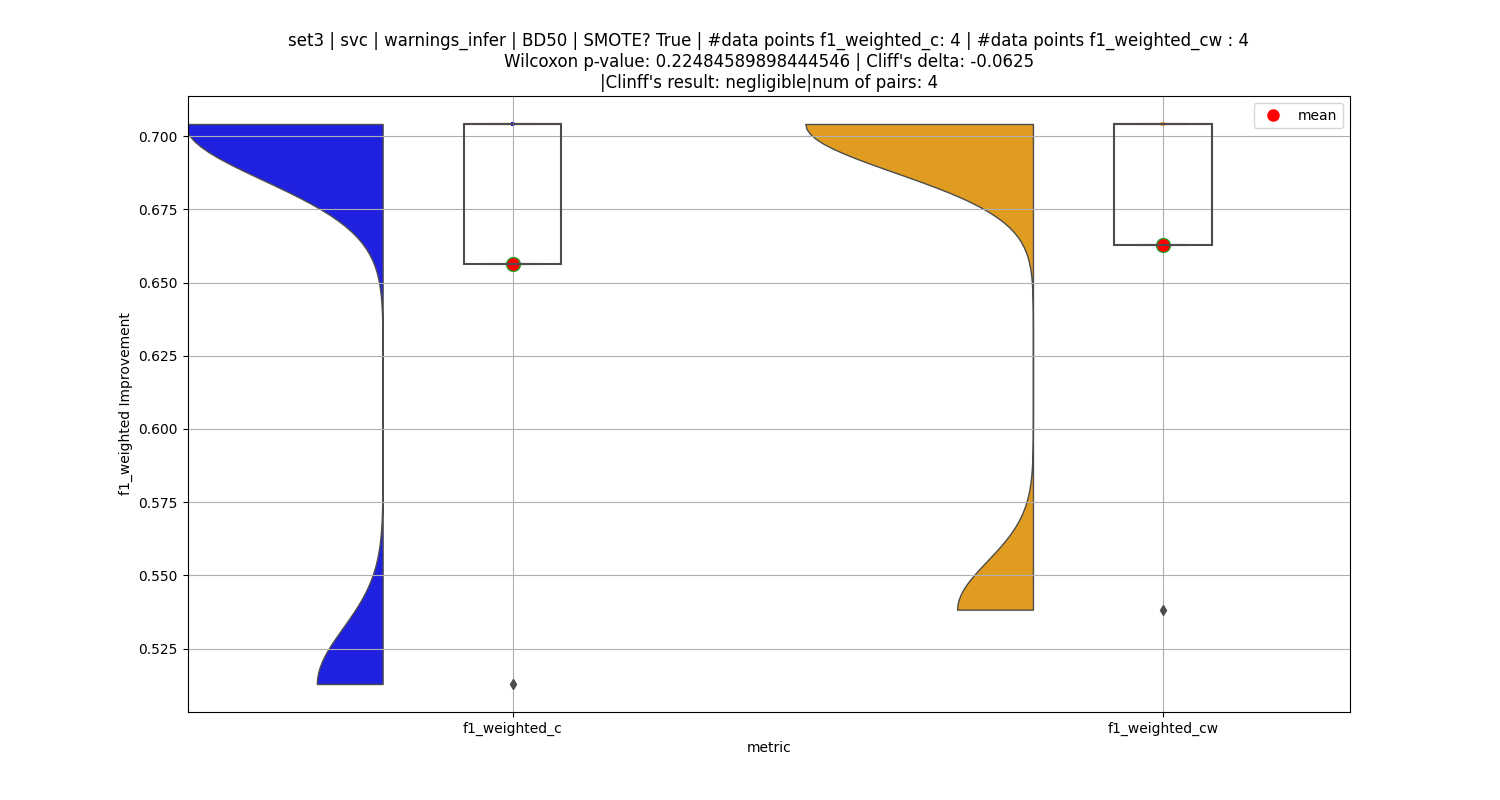 set3 | svc | warnings_infer | BD50 | SMOTE? True | #data points f1_weighted_c: 4 | #data points f1_weighted_cw : 4
Wilcoxon p-value: 0.22484589898444546 | Cliff's delta: -0.0625
|Clinff's result: negligible|num of pairs: 4
mean
0.700
0.675
0.650
0.625
0.600
0.575
0.550
0.525
f1_weighted Improvement
f1_weighted_c
f1_weighted_cw
metric